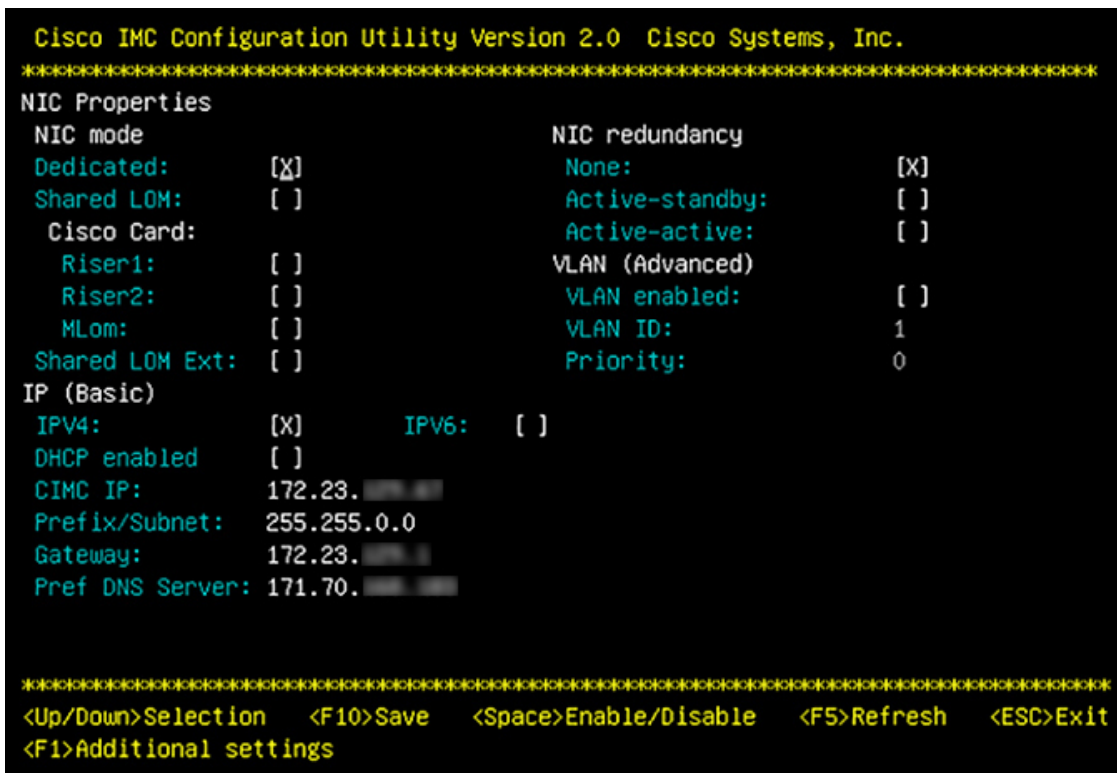 Cisco IMC Configuration Utility Version 2.0 Cisco Systems, Inc.
********************************************************************************
NIC Properties
NIC mode NIC redundancy
Dedicated: [X] None: [X]
Shared LOM: [ ] Active-standby: [ ]
Cisco Card: Active-active: [ ]
Riser1: [ ] VLAN (Advanced)
Riser2: [ ] VLAN enabled: [ ]
MLom: [ ] VLAN ID: 1
Shared LOM Ext: [ ] Priority: 0
IP (Basic)
IPV4: [X] IPV6: [ ]
DHCP enabled [ ]
CIMC IP: 172.23.
Prefix/Subnet: 255.255.0.0
Gateway: 172.23.
Pref DNS Server: 171.70.
********************************************************************************
<Up/Down>Selection <F10>Save <Space>Enable/Disable <F5>Refresh <ESC>Exit
<F1>Additional settings